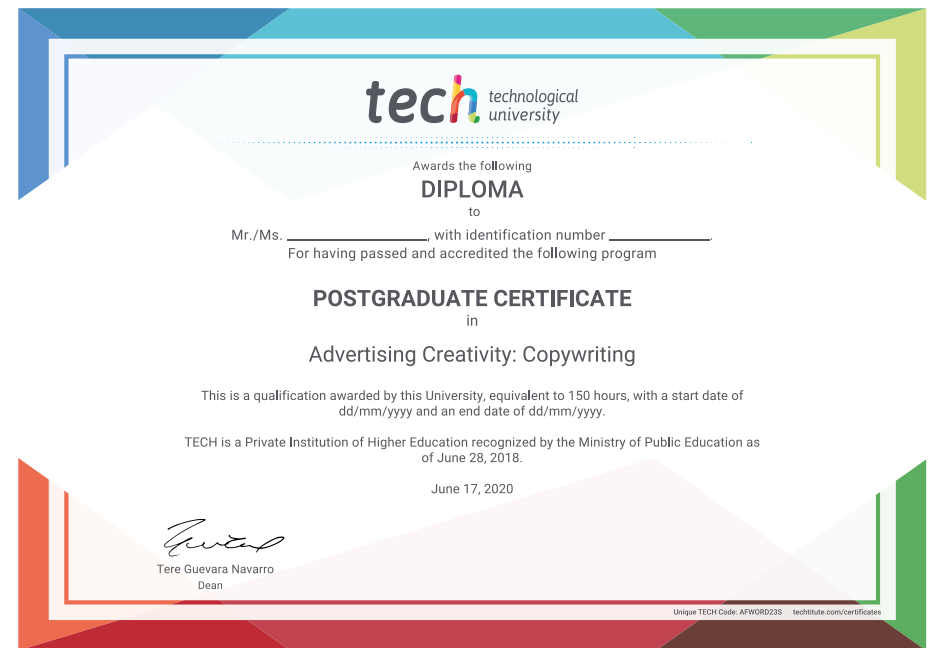 tech technological
university
Awards the following
DIPLOMA
to
Mr./Ms. ____________________, with identification number ______________.
For having passed and accredited the following program
POSTGRADUATE CERTIFICATE
in
Advertising Creativity: Copywriting
This is a qualification awarded by this University, equivalent to 150 hours, with a start date of
dd/mm/yyyy and an end date of dd/mm/yyyy.
TECH is a Private Institution of Higher Education recognized by the Ministry of Public Education as
of June 28, 2018.
June 17, 2020
Tere Guevara Navarro
Dean
Unique TECH Code: AFWORD23S techtitute.com/certificates